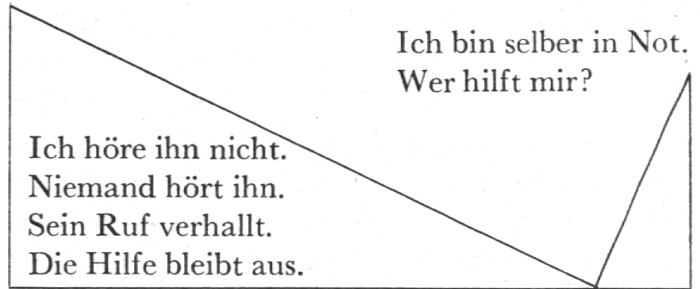 Ich bin selber in Not.
Wer hilft mir?
Ich höre ihn nicht.
Niemand hört ihn.
Sein Ruf verhallt.
Die Hilfe bleibt aus.